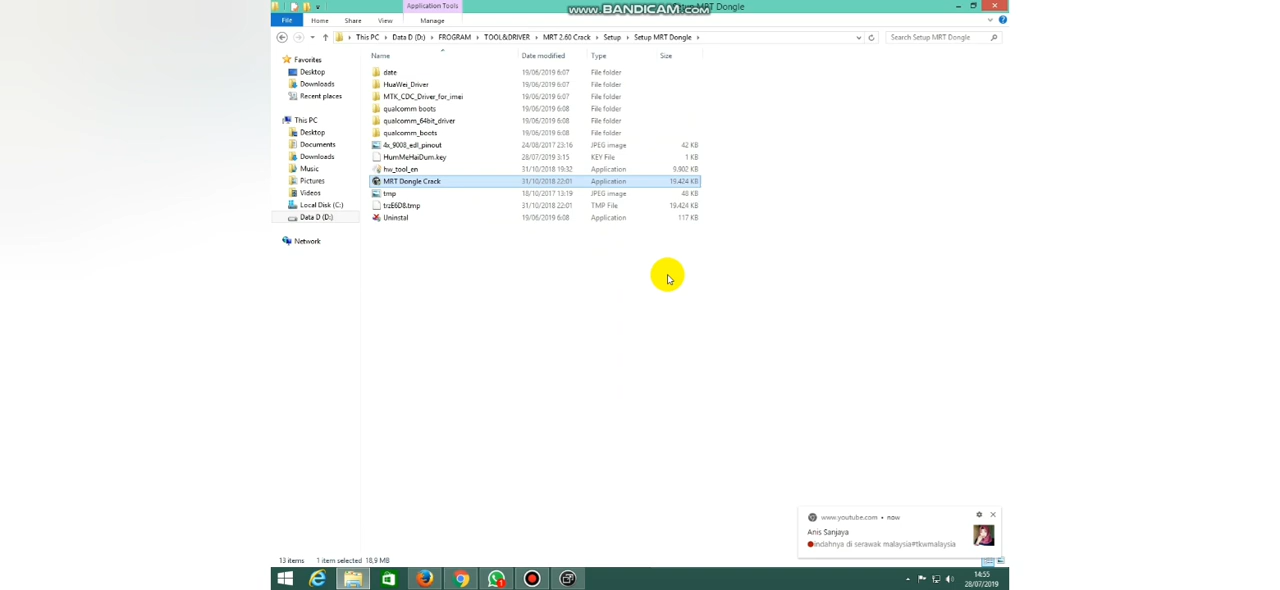 Application Tools
www.BANDICAM.com
Setup MRT Dongle
File Home Share View Manage
This PC Data D (D:) FROGRAM TOOL&DRIVER MRT 2.60 Crack Setup Setup MRT Dongle
Search Setup MRT Dongle
Name Date modified Type Size
Favorites
Desktop
Downloads
Recent places
This PC
Desktop
Documents
Downloads
Music
Pictures
Videos
Local Disk (C:)
Data D (D:)
Network
date 19/06/2019 6:07 File folder
HuaWei_Driver 19/06/2019 6:07 File folder
MTK_CDC_Driver_for_imei 19/06/2019 6:07 File folder
qualcomm boots 19/06/2019 6:08 File folder
qualcomm_64bit_driver 19/06/2019 6:08 File folder
qualcomm_boots 19/06/2019 6:08 File folder
4x_9008_edl_pinout 24/08/2017 23:16 JPEG image 42 KB
HumMeHaiDum.key 28/07/2019 3:15 KEY File 1 KB
hw_tool_en 31/10/2018 19:32 Application 9.902 KB
MRT Dongle Crack 31/10/2018 22:01 Application 19.424 KB
tmp 18/10/2017 13:19 JPEG image 48 KB
trzE6D8.tmp 31/10/2018 22:01 TMP File 19.424 KB
Uninstal 19/06/2019 6:08 Application 117 KB
www.youtube.com • now
Anis Sanjaya
indahnya di serawak malaysia#tkwmalaysia
13 items 1 item selected 18,9 MB
14:55
28/07/2019